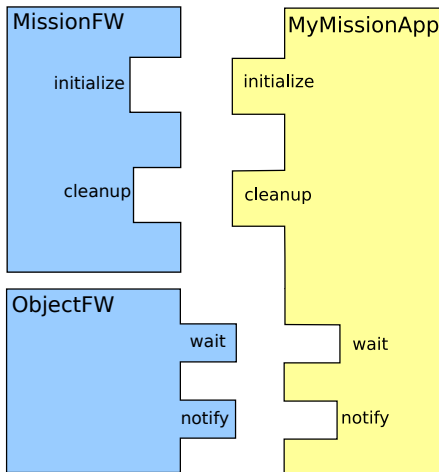 MissionFW
initialize
cleanup
MyMissionApp
initialize
cleanup
ObjectFW
wait
notify
wait
notify